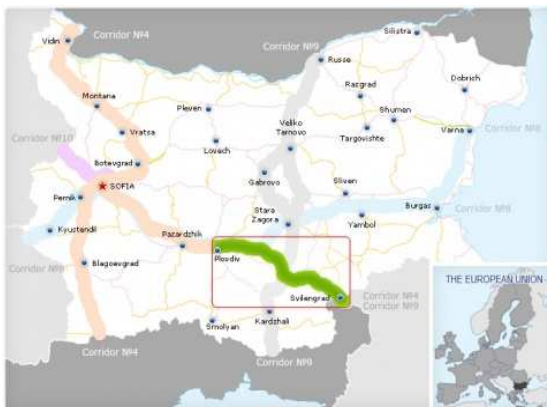 Corridor №4
Corridor №9
Silistra
Vidin
Russe
Montana
Razgrad
Dobrich
Pleven
Shumen
Veliko
Tarnovo
Vratsa
Targovishte
Varna
Corridor №8
Corridor №10
Lovech
Botevgrad
SOFIA
Gabrovo
Sliven
Pernik
Stara
Zagora
Burgas
Corridor №8
Kyustendil
Yambol
Pazardzhik
Plovdiv
Blagoevgrad
THE EUROPEAN UNION
Svilengrad
Corridor №4
Corridor №9
Smolyan
Kardzhali
Corridor №4
Corridor №9